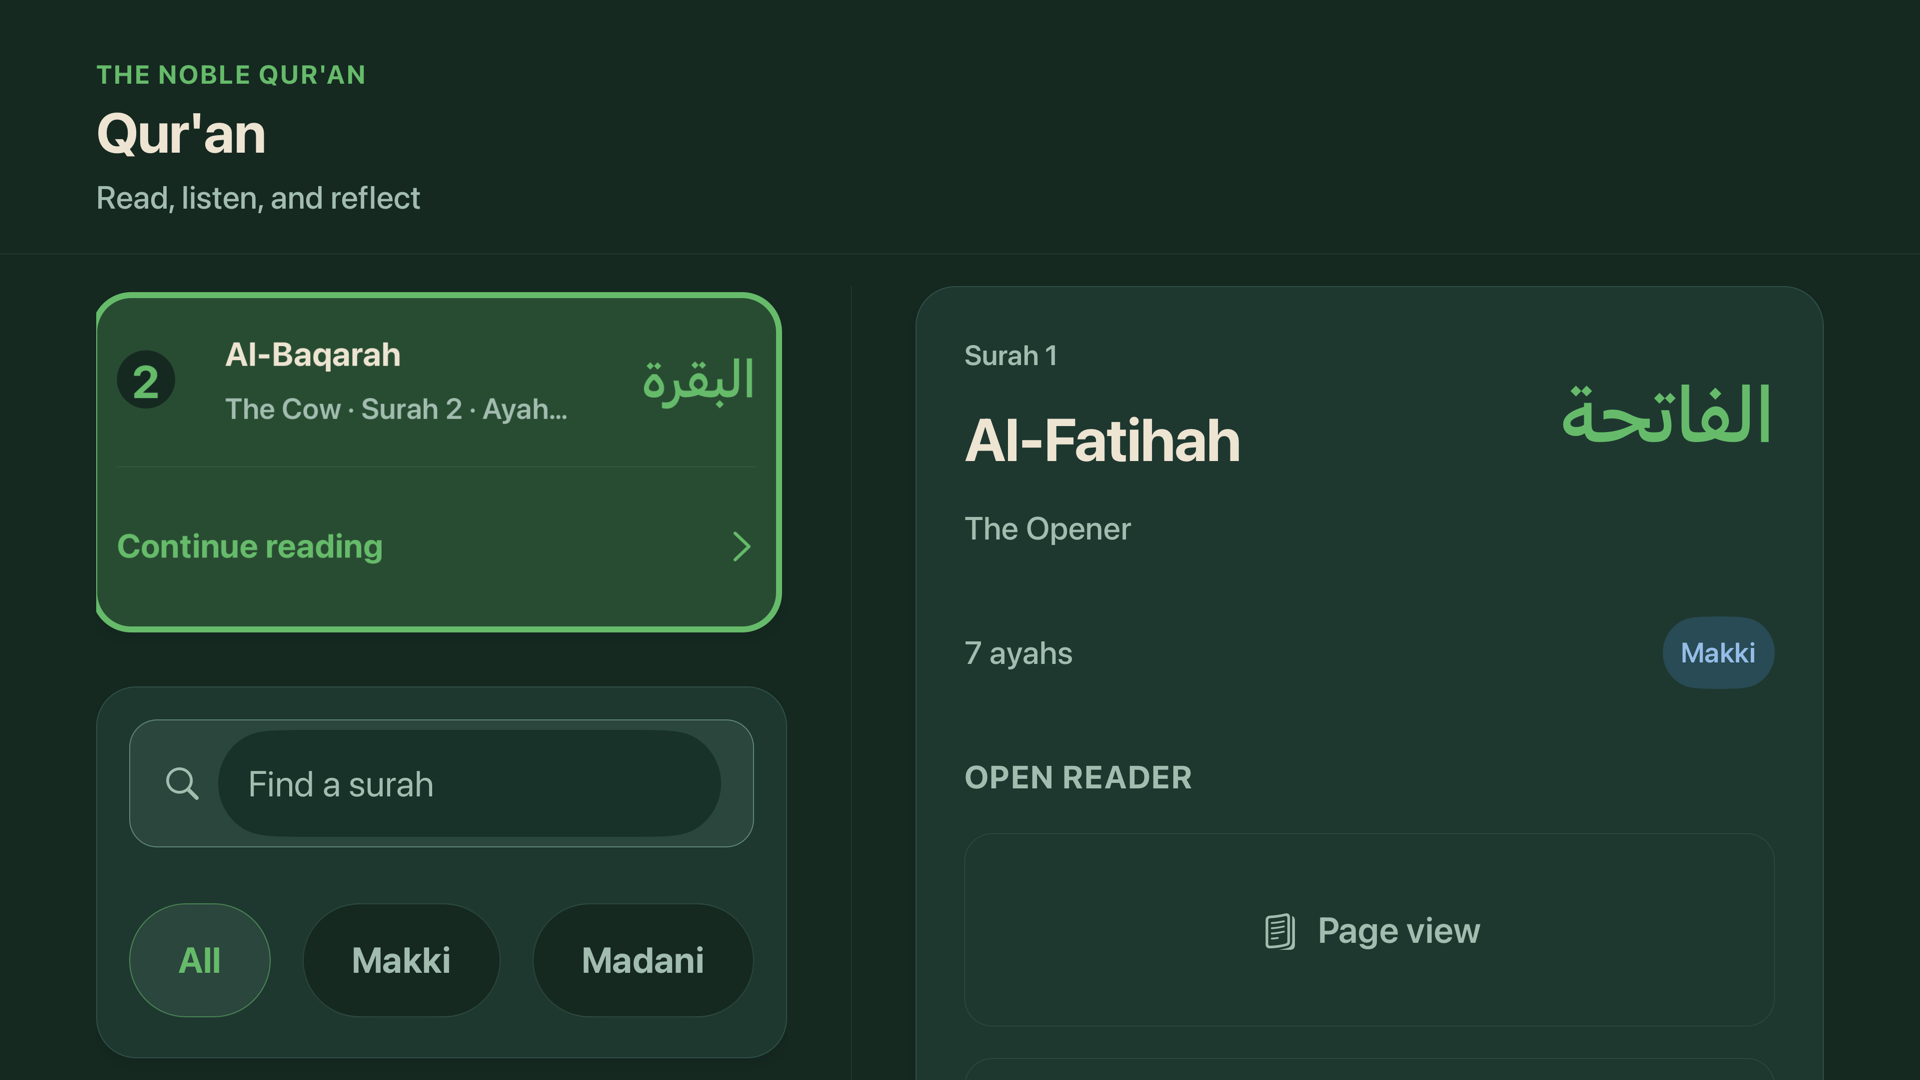 THE NOBLE QUR'AN
Qur'an
Read, listen, and reflect
2
Al-Baqarah
The Cow · Surah 2 · Ayah...
البقرة
Continue reading
Find a surah
All
Makki
Madani
Surah 1
Al-Fatihah
الفاتحة
The Opener
7 ayahs
Makki
OPEN READER
Page view